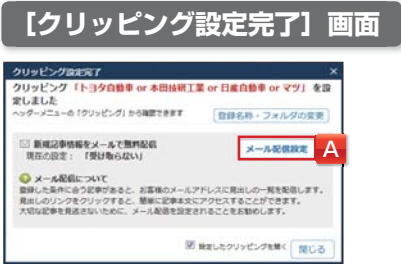 ［クリッピング設定完了］画面
クリッピング設定完了
×
クリッピング「トヨタ自動車 or 本田技研工業 or 日産自動車 or マツ」を設
定しました
ヘッダーメニューの「クリッピング」から確認できます
登録名称・フォルダの変更
新規記事情報をメールで無料配信
現在の設定：「受け取らない」
メール配信設定
A
メール配信について
登録した条件に合う記事があると、お客様のメールアドレスに見出しの一覧を配信します。
見出しのリンクをクリックすると、簡単に記事本文にアクセスすることができます。
大切な記事を見逃さないために、メール配信を設定されることをお勧めします。
設定したクリッピングを開く
閉じる